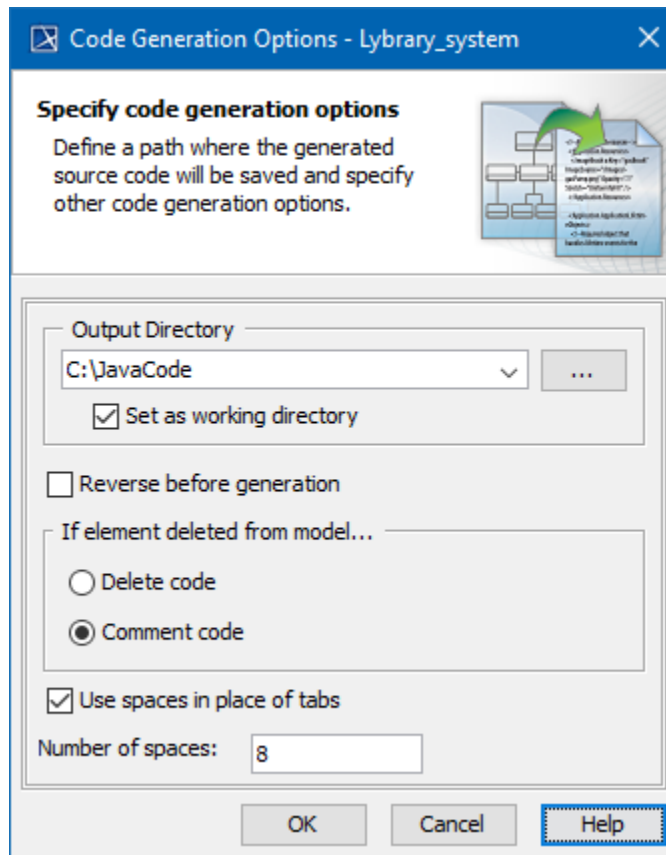 Code Generation Options - Lybrary_system
Specify code generation options
Define a path where the generated
source code will be saved and specify
other code generation options.
Output Directory
C:\JavaCode
...
Set as working directory
Reverse before generation
If element deleted from model...
Delete code
Comment code
Use spaces in place of tabs
Number of spaces:
8
OK
Cancel
Help